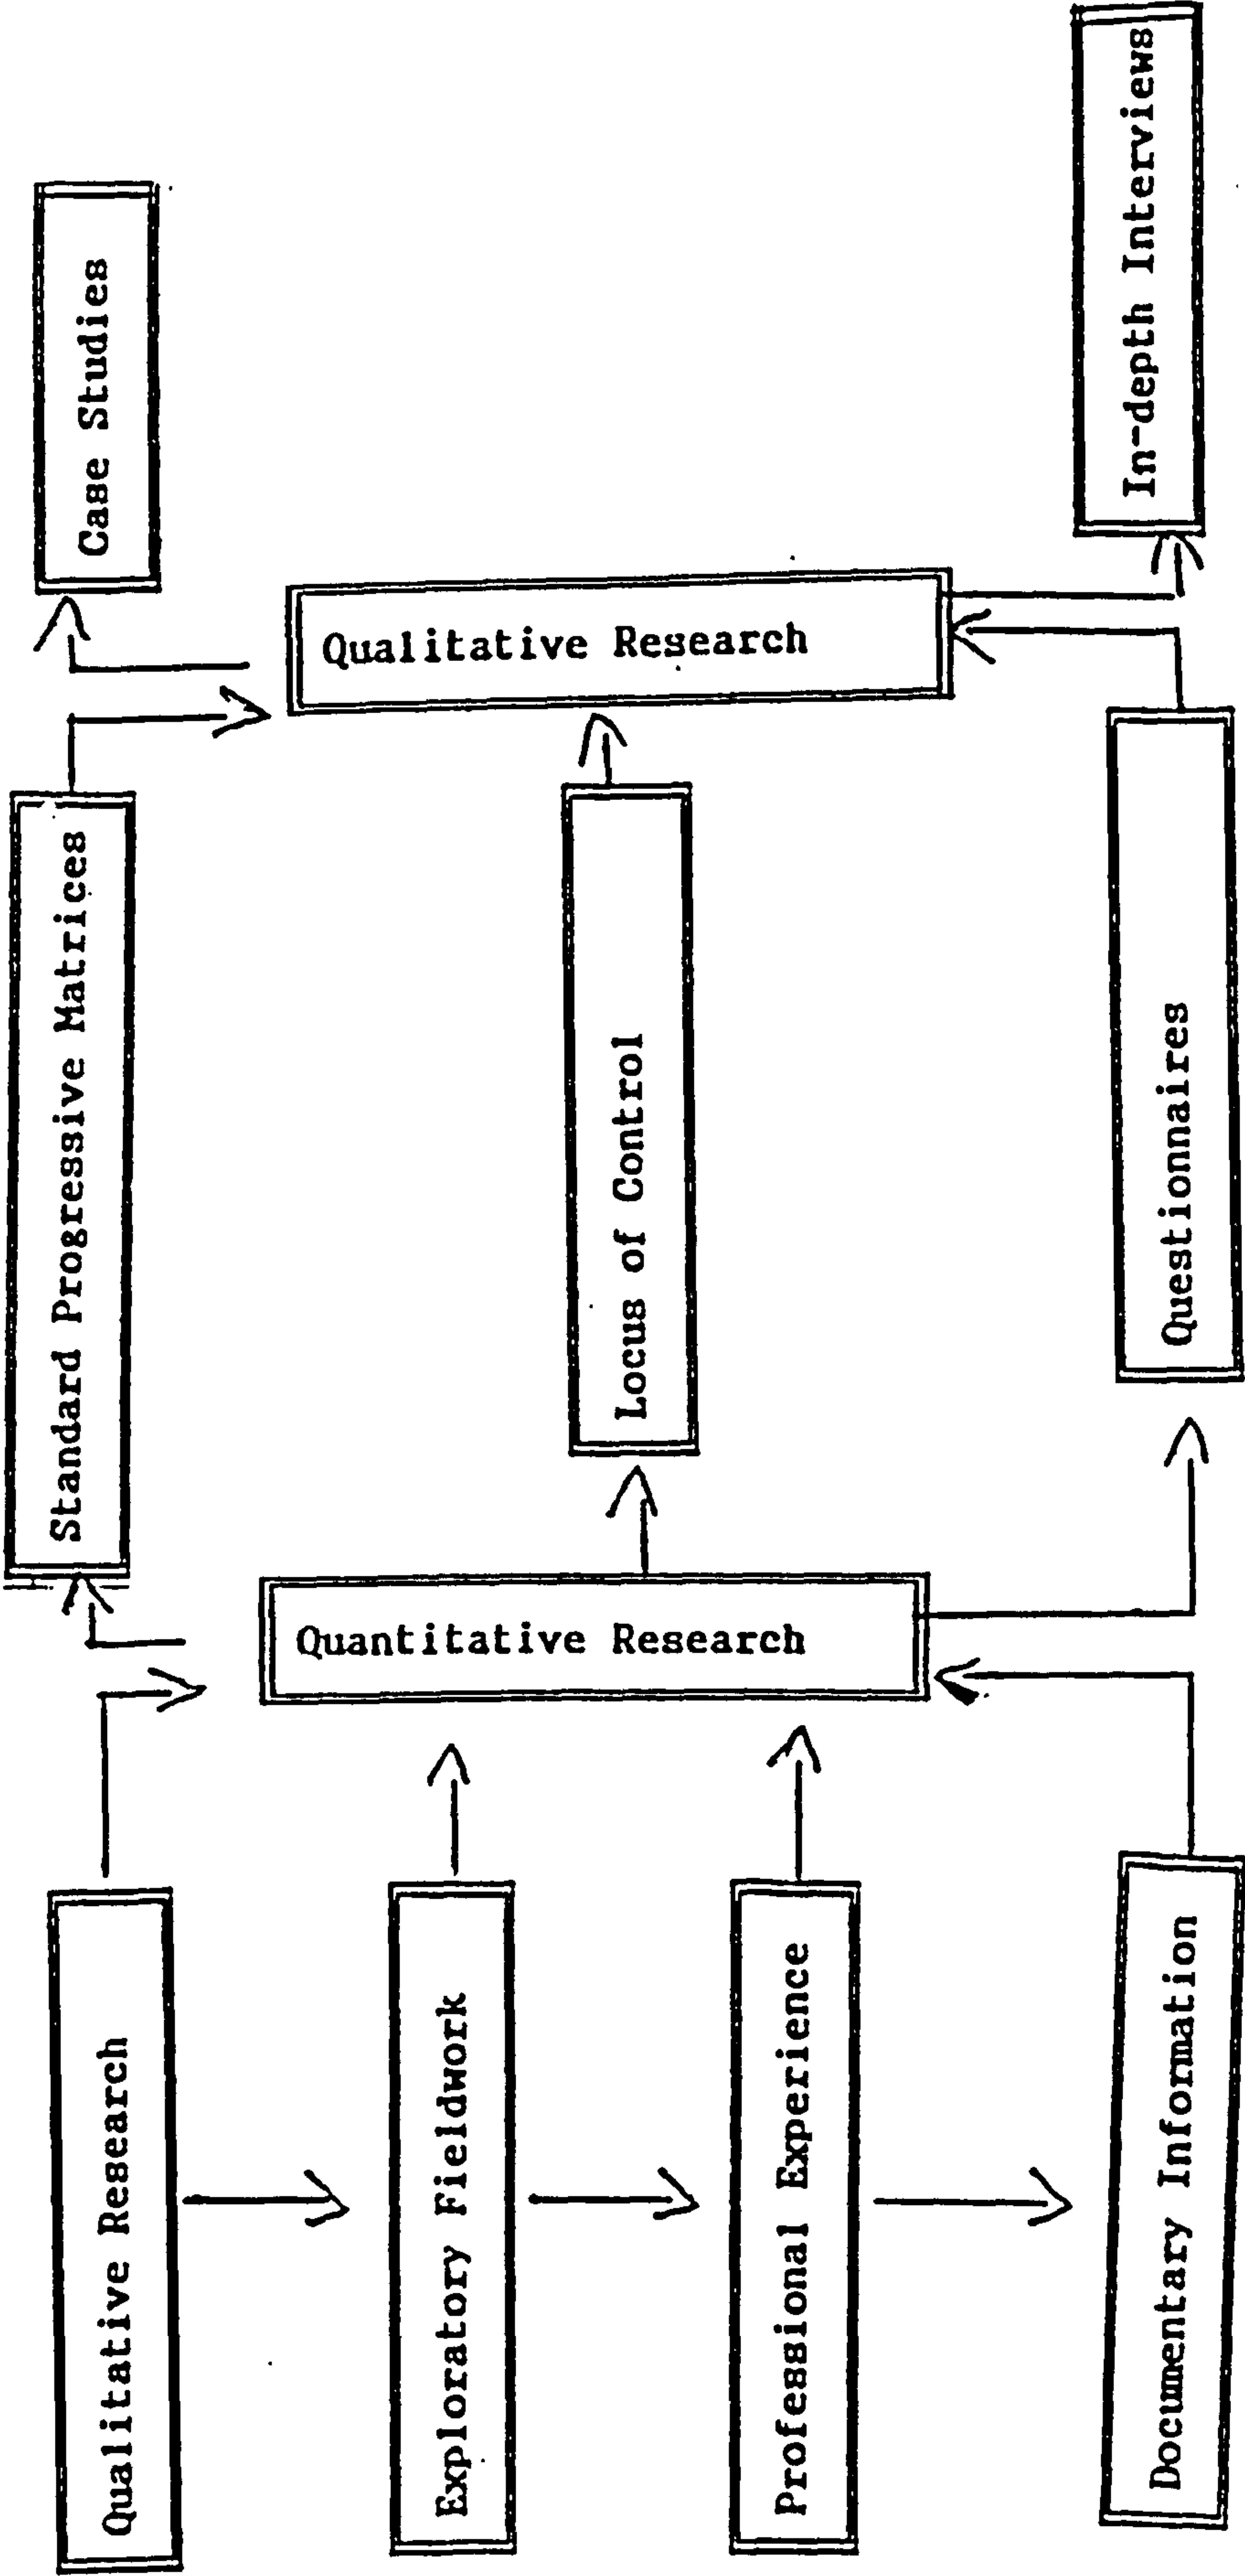 Qualitative Research
Exploratory Fieldwork
Professional Experience
Documentary Information
Quantitative Research
Standard Progressive Matrices
Locus of Control
Questionnaires
Qualitative Research
Case Studies
In-depth Interviews